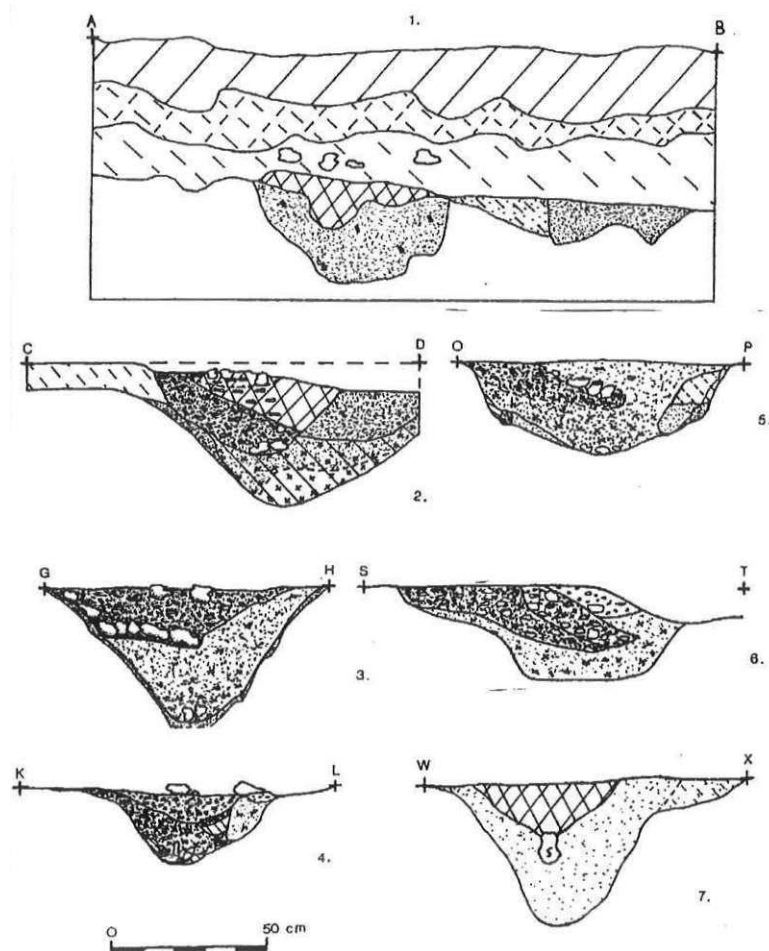 A 1. B
C D
2.
O P
5.
G H
3.
S T
6.
K L
4.
W X
S
7.
O 50 cm